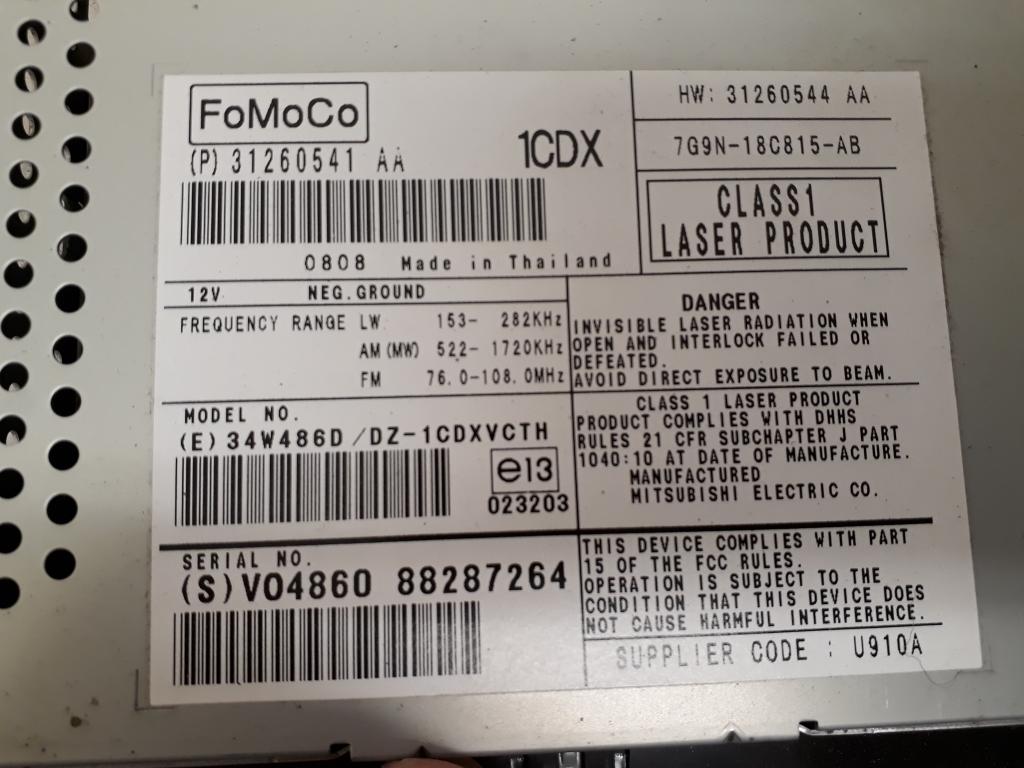 FoMoCo
(P) 31260541 AA
1CDX
0808 Made in Thailand
HW: 31260544 AA
7G9N-18C815-AB
CLASS1
LASER PRODUCT
12V NEG.GROUND
FREQUENCY RANGE LW 153- 282KHz
AM (MW) 522- 1720KHz
FM 76.0-108.0MHz
DANGER
INVISIBLE LASER RADIATION WHEN
OPEN AND INTERLOCK FAILED OR
DEFEATED.
AVOID DIRECT EXPOSURE TO BEAM.
MODEL NO.
(E) 34W486D/DZ-1CDXVCTH
e13
023203
CLASS 1 LASER PRODUCT
PRODUCT COMPLIES WITH DHHS
RULES 21 CFR SUBCHAPTER J PART
1040:10 AT DATE OF MANUFACTURE.
MANUFACTURED
MITSUBISHI ELECTRIC CO.
SERIAL NO.
(S) VO4860 88287264
THIS DEVICE COMPLIES WITH PART
15 OF THE FCC RULES.
OPERATION IS SUBJECT TO THE
CONDITION THAT THIS DEVICE DOES
NOT CAUSE HARMFUL INTERFERENCE.
SUPPLIER CODE : U910A